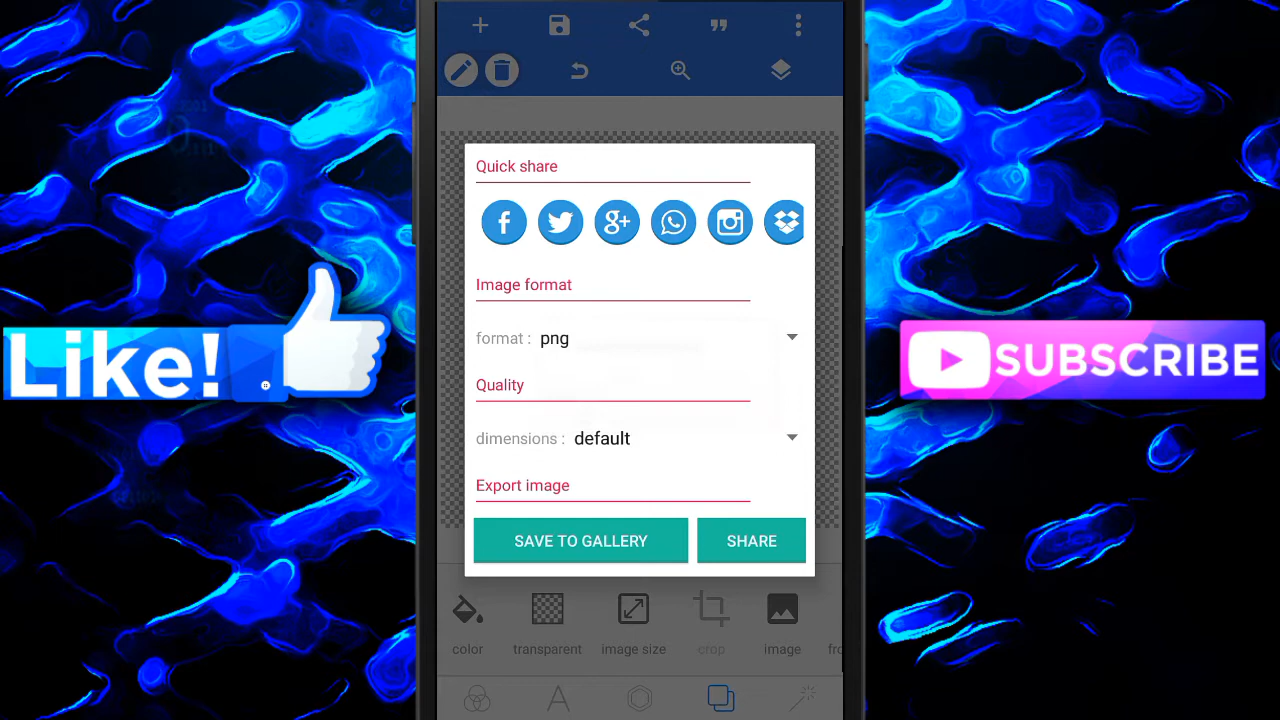 Quick share
f
g+
Image format
format : png
Quality
dimensions : default
Export image
SAVE TO GALLERY SHARE
color transparent image size crop image
A
Like!
SUBSCRIBE